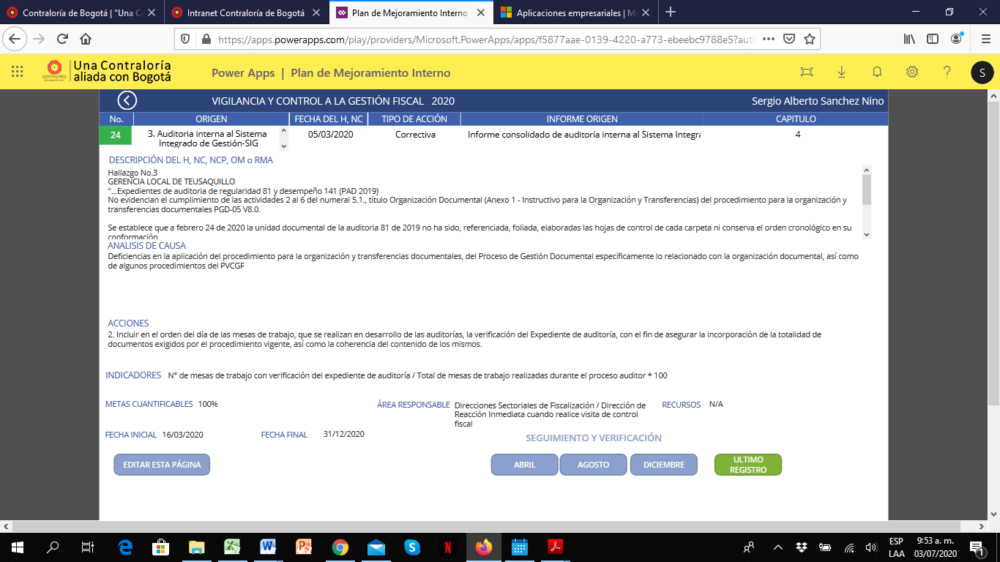 Contraloría de Bogotá | "Una C
Intranet Contraloría de Bogotá
Plan de Mejoramiento Interno -
Aplicaciones empresariales | Mi
https://apps.powerapps.com/play/providers/Microsoft.PowerApps/apps/f5877aae-0139-4220-a773-ebeebc9788e5?aut
CONTRALORÍA
Una Contraloría
aliada con Bogotá
Power Apps | Plan de Mejoramiento Interno
S
VIGILANCIA Y CONTROL A LA GESTIÓN FISCAL 2020
Sergio Alberto Sanchez Nino
No. ORIGEN FECHA DEL H, NC TIPO DE ACCIÓN INFORME ORIGEN CAPITULO
24 3. Auditoria interna al Sistema 05/03/2020 Correctiva Informe consolidado de auditoría interna al Sistema Integra 4
Integrado de Gestión-SIG
DESCRIPCIÓN DEL H, NC, NCP, OM o RMA
Hallazgo No.3
GERENCIA LOCAL DE TEUSAQUILLO
"...Expedientes de auditoria de regularidad 81 y desempeño 141 (PAD 2019)
No evidencian el cumplimiento de las actividades 2 al 6 del numeral 5.1., título Organización Documental (Anexo 1 - Instructivo para la Organización y Transferencias) del procedimiento para la organización y
transferencias documentales PGD-05 V8.0.
Se establece que a febrero 24 de 2020 la unidad documental de la auditoria 81 de 2019 no ha sido, referenciada, foliada, elaboradas las hojas de control de cada carpeta ni conserva el orden cronológico en su
conformación
ANALISIS DE CAUSA
Deficiencias en la aplicación del procedimiento para la organización y transferencias documentales, del Proceso de Gestión Documental específicamente lo relacionado con la organización documental, así como
de algunos procedimientos del PVCGF
ACCIONES
2. Incluir en el orden del día de las mesas de trabajo, que se realizan en desarrollo de las auditorías, la verificación del Expediente de auditoría, con el fin de asegurar la incorporación de la totalidad de
documentos exigidos por el procedimiento vigente, así como la coherencia del contenido de los mismos.
INDICADORES N° de mesas de trabajo con verificación del expediente de auditoría / Total de mesas de trabajo realizadas durante el proceso auditor * 100
METAS CUANTIFICABLES 100%
ÁREA RESPONSABLE Direcciones Sectoriales de Fiscalización / Dirección de
Reacción Inmediata cuando realice visita de control
fiscal
RECURSOS N/A
FECHA INICIAL 16/03/2020 FECHA FINAL 31/12/2020
SEGUIMIENTO Y VERIFICACIÓN
EDITAR ESTA PÁGINA
ABRIL
AGOSTO
DICIEMBRE
ULTIMO
REGISTRO
ESP
LAA
9:53 a. m.
03/07/2020
1